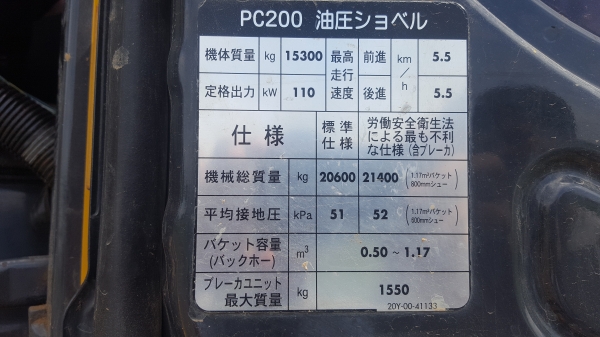 PC200 油圧ショベル
機体質量 kg 15300 最高走行速度 前進 km/h 5.5
定格出力 kW 110 後進 5.5
仕様 標準仕様 労働安全衛生法による最も不利な仕様(含ブレーカ)
機械総質量 kg 20600 21400 (1.17m³バケット 800mmシュー)
平均接地圧 kPa 51 52 (1.17m³バケット 600mmシュー)
バケット容量(バックホー) m³ 0.50~1.17
ブレーカユニット最大質量 kg 1550
20Y-00-41133